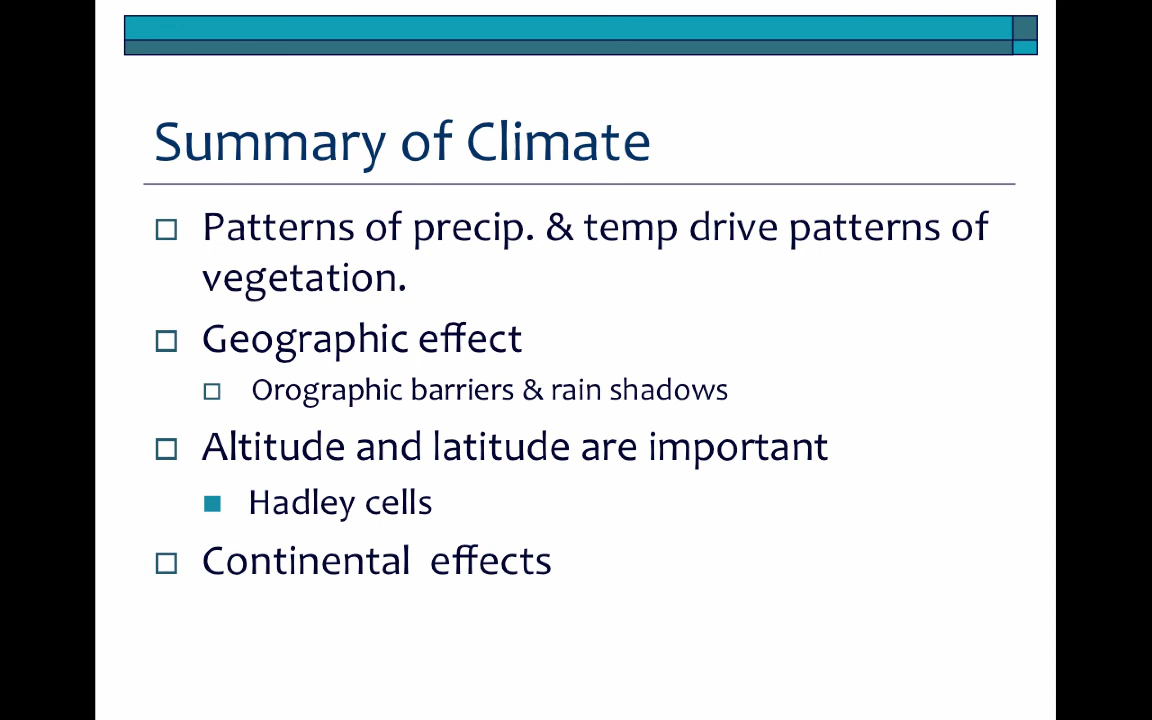 Summary of Climate
Patterns of precip. & temp drive patterns of
vegetation.
Geographic effect
Orographic barriers & rain shadows
Altitude and latitude are important
Hadley cells
Continental  effects